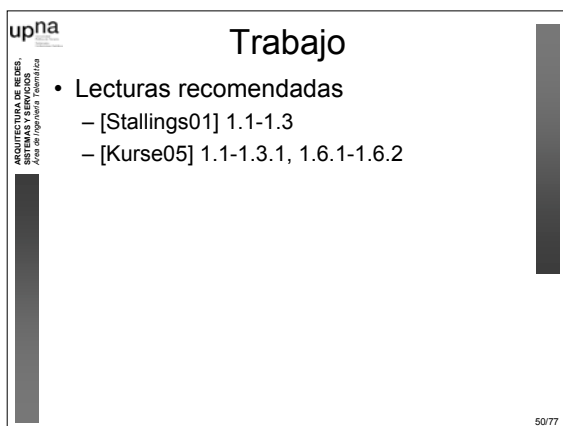 upna
ARQUITECTURA DE REDES,
SISTEMAS Y SERVICIOS
Área de Ingeniería Telemática
Trabajo
• Lecturas recomendadas
– [Stallings01] 1.1-1.3
– [Kurse05] 1.1-1.3.1, 1.6.1-1.6.2
50/77